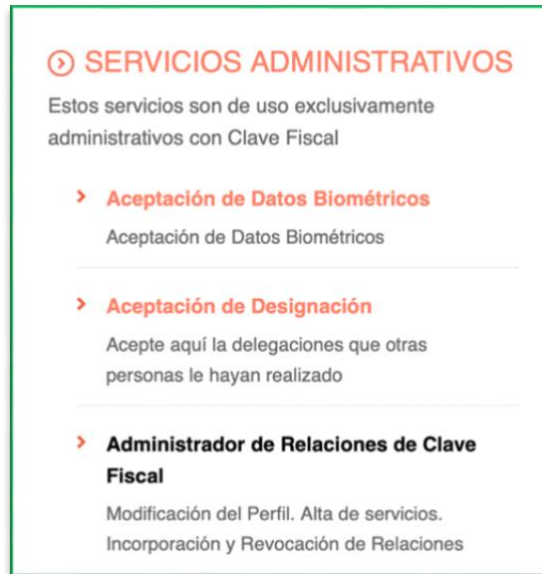 SERVICIOS ADMINISTRATIVOS
Estos servicios son de uso exclusivamente
administrativos con Clave Fiscal
Aceptación de Datos Biométricos
Aceptación de Datos Biométricos
Aceptación de Designación
Acepte aquí la delegaciones que otras
personas le hayan realizado
Administrador de Relaciones de Clave
Fiscal
Modificación del Perfil. Alta de servicios.
Incorporación y Revocación de Relaciones